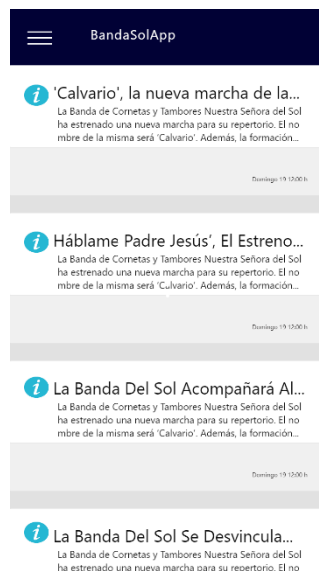 BandaSolApp
i 'Calvario', la nueva marcha de la...
La Banda de Cornetas y Tambores Nuestra Señora del Sol
ha estrenado una nueva marcha para su repertorio. El no
mbre de la misma será 'Calvario'. Además, la formación...
Domingo 19 12:00 h
i Háblame Padre Jesús', El Estreno...
La Banda de Cornetas y Tambores Nuestra Señora del Sol
ha estrenado una nueva marcha para su repertorio. El no
mbre de la misma será 'Calvario'. Además, la formación...
Domingo 19 12:00 h
i La Banda Del Sol Acompañará Al...
La Banda de Cornetas y Tambores Nuestra Señora del Sol
ha estrenado una nueva marcha para su repertorio. El no
mbre de la misma será 'Calvario'. Además, la formación...
Domingo 19 12:00 h
i La Banda Del Sol Se Desvincula...
La Banda de Cornetas y Tambores Nuestra Señora del Sol
ha estrenado una nueva marcha para su repertorio. El no